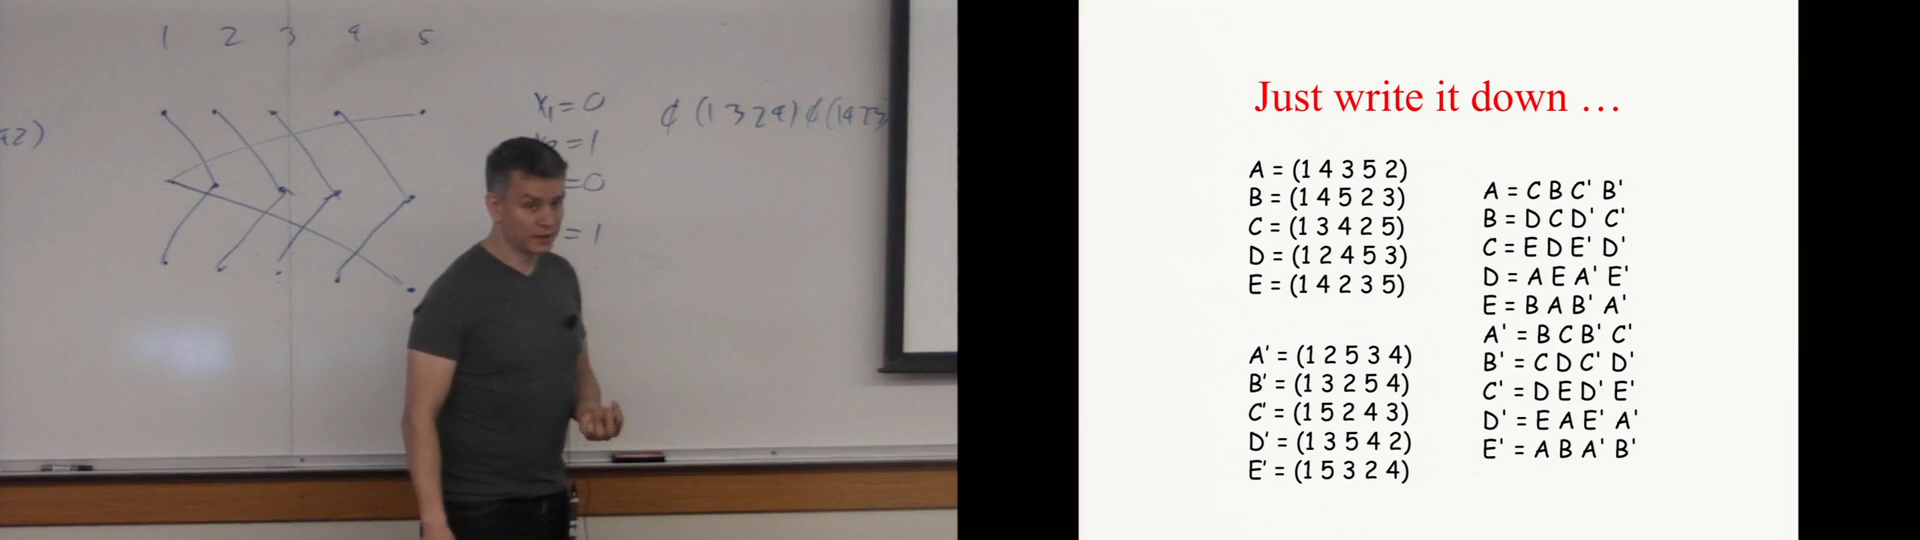 1 2 3 4 5
x₁ = 0
= 1
= 0
= 1
Just write it down …
A = (1 4 3 5 2)
B = (1 4 5 2 3)
C = (1 3 4 2 5)
D = (1 2 4 5 3)
E = (1 4 2 3 5)
A' = (1 2 5 3 4)
B' = (1 3 2 5 4)
C' = (1 5 2 4 3)
D' = (1 3 5 4 2)
E' = (1 5 3 2 4)
A = C B C' B'
B = D C D' C'
C = E D E' D'
D = A E A' E'
E = B A B' A'
A' = B C B' C'
B' = C D C' D'
C' = D E D' E'
D' = E A E' A'
E' = A B A' B'